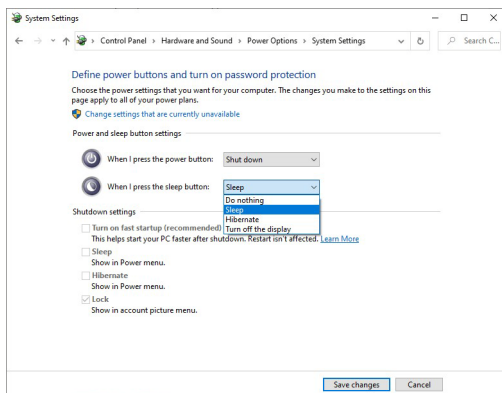 System Settings
Control Panel > Hardware and Sound > Power Options > System Settings
Search C...
Define power buttons and turn on password protection
Choose the power settings that you want for your computer. The changes you make to the settings on this
page apply to all of your power plans.
Change settings that are currently unavailable
Power and sleep button settings
When I press the power button: Shut down
When I press the sleep button: Sleep
Do nothing
Sleep
Hibernate
Turn off the display
Shutdown settings
Turn on fast startup (recommended)
This helps start your PC faster after shutdown. Restart isn't affected. Learn More
Sleep
Show in Power menu.
Hibernate
Show in Power menu.
Lock
Show in account picture menu.
Save changes Cancel